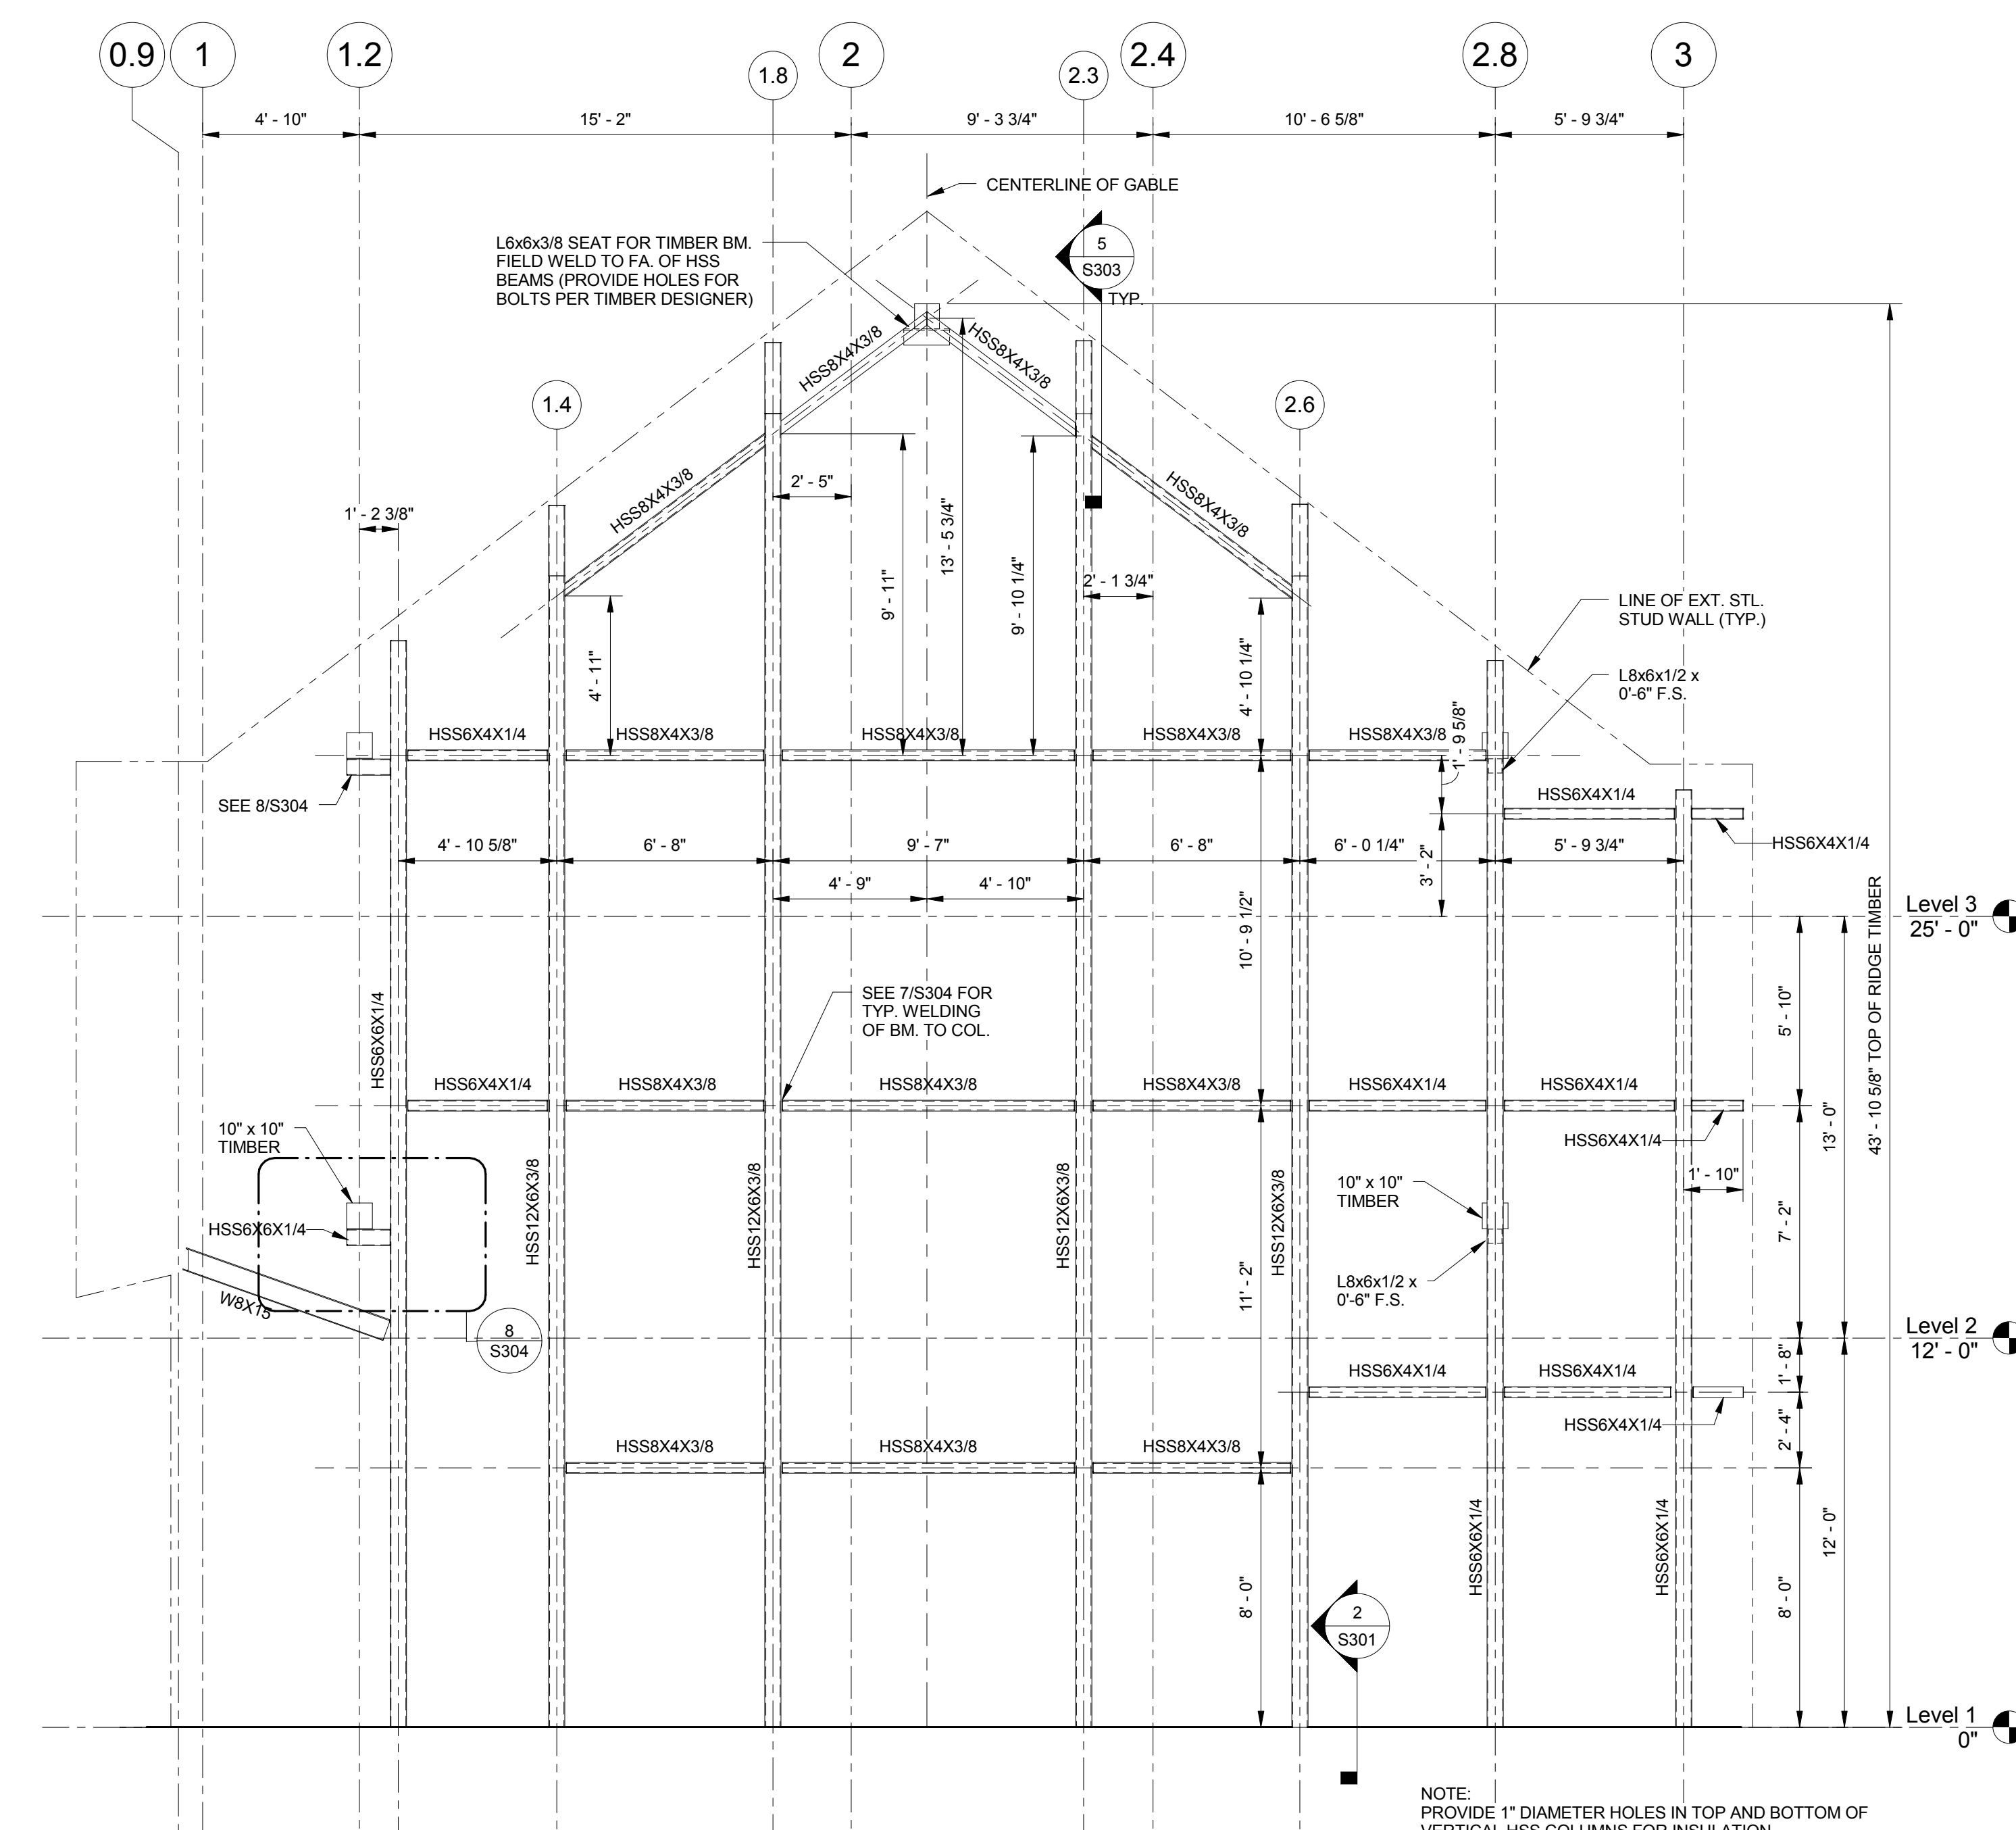 0.9
1
1.2
1.8
2
2.3
2.4
2.8
3
4' - 10"
15' - 2"
9' - 3 3/4"
10' - 6 5/8"
5' - 9 3/4"
CENTERLINE OF GABLE
L6x6x3/8 SEAT FOR TIMBER BM.
FIELD WELD TO FA. OF HSS
BEAMS (PROVIDE HOLES FOR
BOLTS PER TIMBER DESIGNER)
5
S303
TYP.
HSS8X4X3/8
HSS8X4X3/8
1.4
2.6
HSS8X4X3/8
HSS8X4X3/8
2' - 5"
1' - 2 3/8"
13' - 5 3/4"
9' - 11"
9' - 10 1/4"
2' - 1 3/4"
4' - 11"
4' - 10 1/4"
LINE OF EXT. STL.
STUD WALL (TYP.)
L8x6x1/2 x
0'-6" F.S.
1' - 9 5/8"
HSS6X4X1/4
HSS8X4X3/8
HSS8X4X3/8
HSS8X4X3/8
HSS8X4X3/8
SEE 8/S304
HSS6X4X1/4
HSS6X4X1/4
4' - 10 5/8"
6' - 8"
9' - 7"
6' - 8"
6' - 0 1/4"
5' - 9 3/4"
3' - 2"
4' - 9"
4' - 10"
Level 3
25' - 0"
10' - 9 1/2"
43' - 10 5/8" TOP OF RIDGE TIMBER
SEE 7/S304 FOR
TYP. WELDING
OF BM. TO COL.
5' - 10"
HSS6X6X1/4
HSS6X4X1/4
HSS8X4X3/8
HSS8X4X3/8
HSS8X4X3/8
HSS6X4X1/4
HSS6X4X1/4
HSS6X4X1/4
13' - 0"
1' - 10"
10" x 10"
TIMBER
HSS6X6X1/4
HSS12X6X3/8
HSS12X6X3/8
HSS12X6X3/8
HSS12X6X3/8
10" x 10"
TIMBER
7' - 2"
L8x6x1/2 x
0'-6" F.S.
11' - 2"
W8X15
8
S304
Level 2
12' - 0"
1' - 8"
HSS6X4X1/4
HSS6X4X1/4
HSS6X4X1/4
2' - 4"
HSS8X4X3/8
HSS8X4X3/8
HSS8X4X3/8
HSS6X6X1/4
HSS6X6X1/4
12' - 0"
8' - 0"
8' - 0"
2
S301
Level 1
0"
NOTE:
PROVIDE 1" DIAMETER HOLES IN TOP AND BOTTOM OF
VERTICAL HSS COLUMNS FOR INSULATION